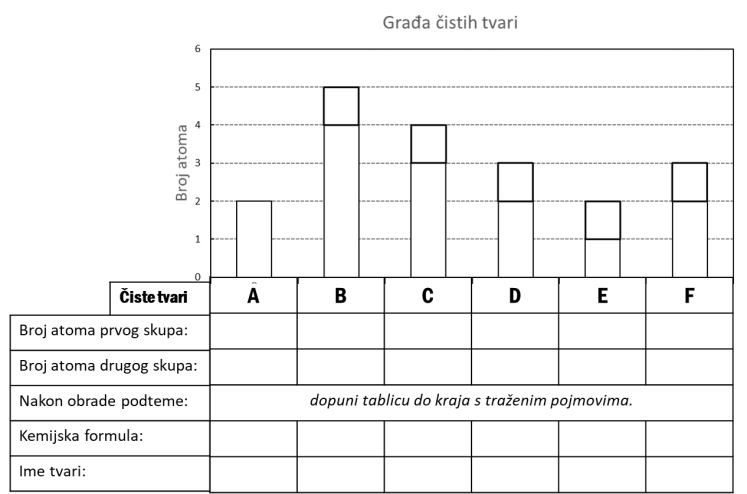 Građa čistih tvari
6
5
4
3
2
1
0
Broj atoma
Čiste tvari A B C D E F
Broj atoma prvog skupa:
Broj atoma drugog skupa:
Nakon obrade podteme: dopuni tablicu do kraja s traženim pojmovima.
Kemijska formula:
Ime tvari: